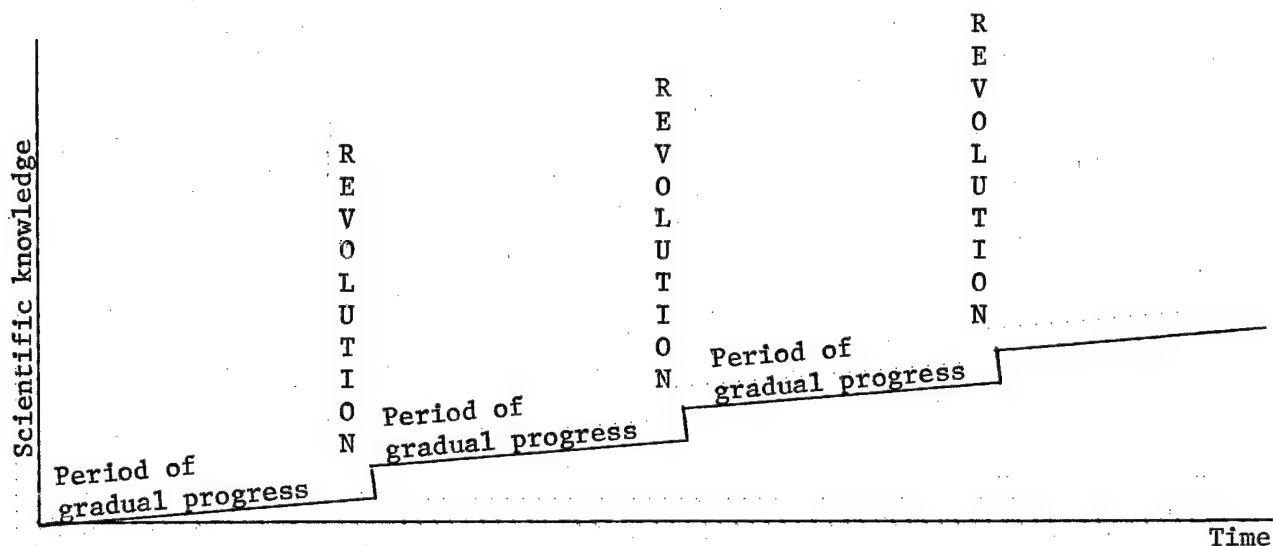 Scientific knowledge
REVOLUTION
REVOLUTION
REVOLUTION
Period of
gradual progress
Period of
gradual progress
Period of
gradual progress
Time